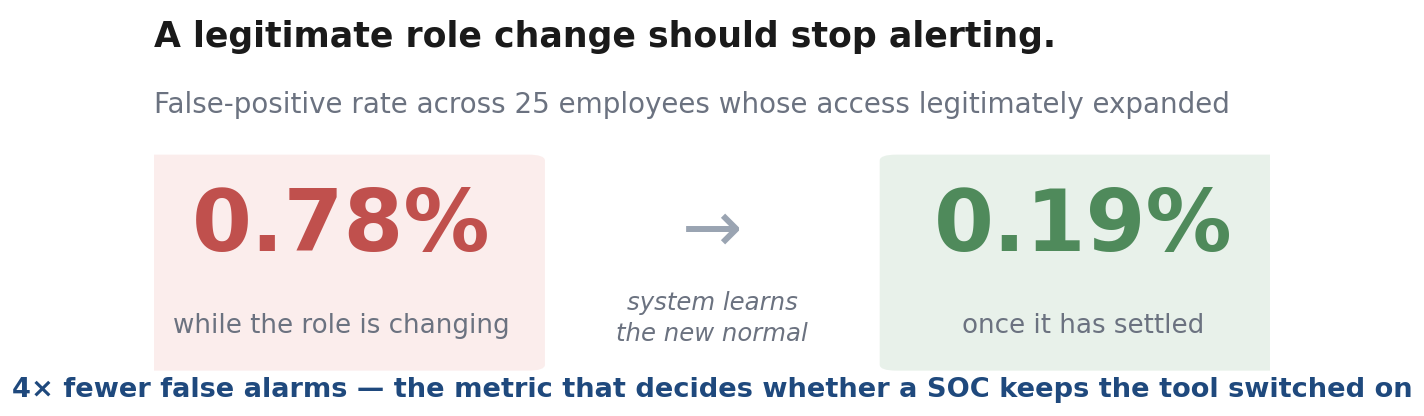 A legitimate role change should stop alerting.
False-positive rate across 25 employees whose access legitimately expanded
0.78%
while the role is changing
→
system learns
the new normal
0.19%
once it has settled
4× fewer false alarms — the metric that decides whether a SOC keeps the tool switched on